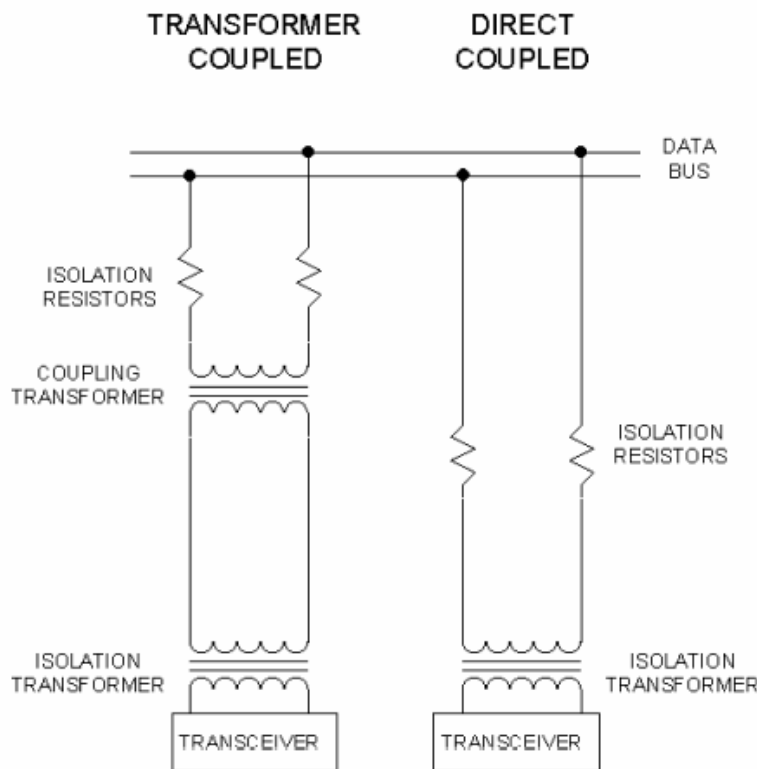 TRANSFORMER
COUPLED
DIRECT
COUPLED
DATA
BUS
ISOLATION
RESISTORS
COUPLING
TRANSFORMER
ISOLATION
RESISTORS
ISOLATION
TRANSFORMER
ISOLATION
TRANSFORMER
TRANSCEIVER
TRANSCEIVER